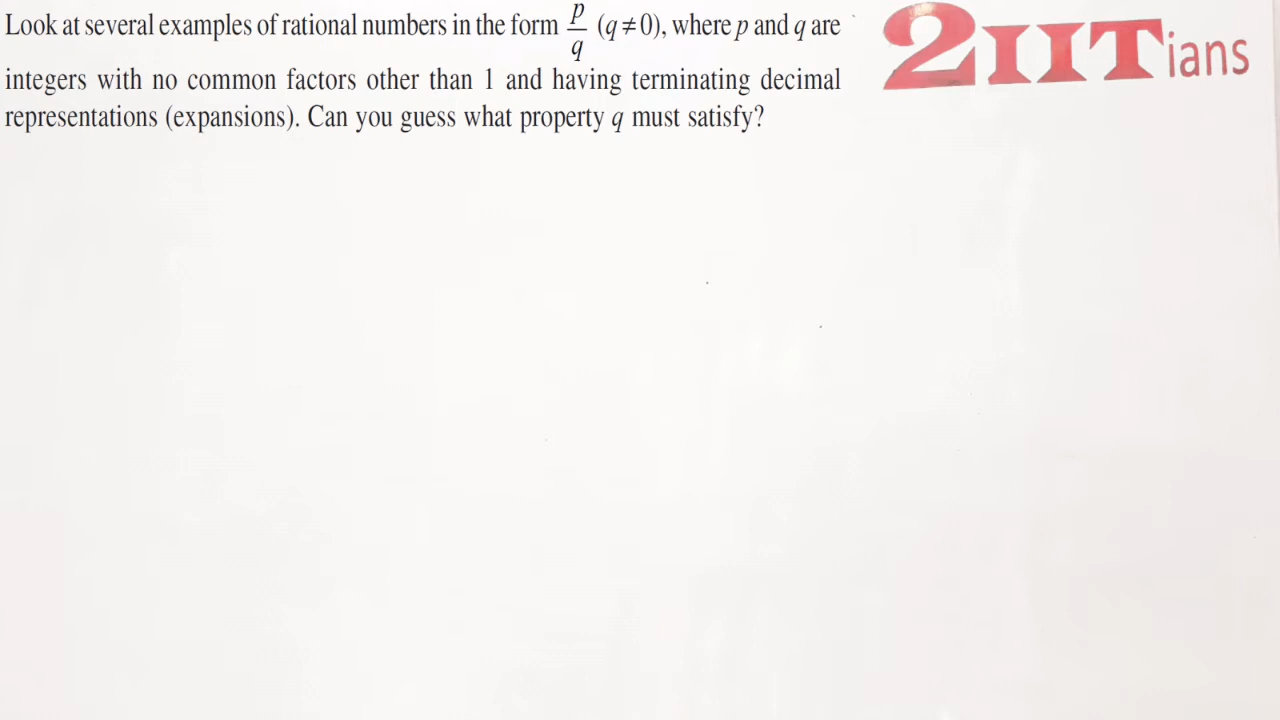 Look at several examples of rational numbers in the form p/q (q ≠ 0), where p and q are
integers with no common factors other than 1 and having terminating decimal
representations (expansions). Can you guess what property q must satisfy?
2IITians